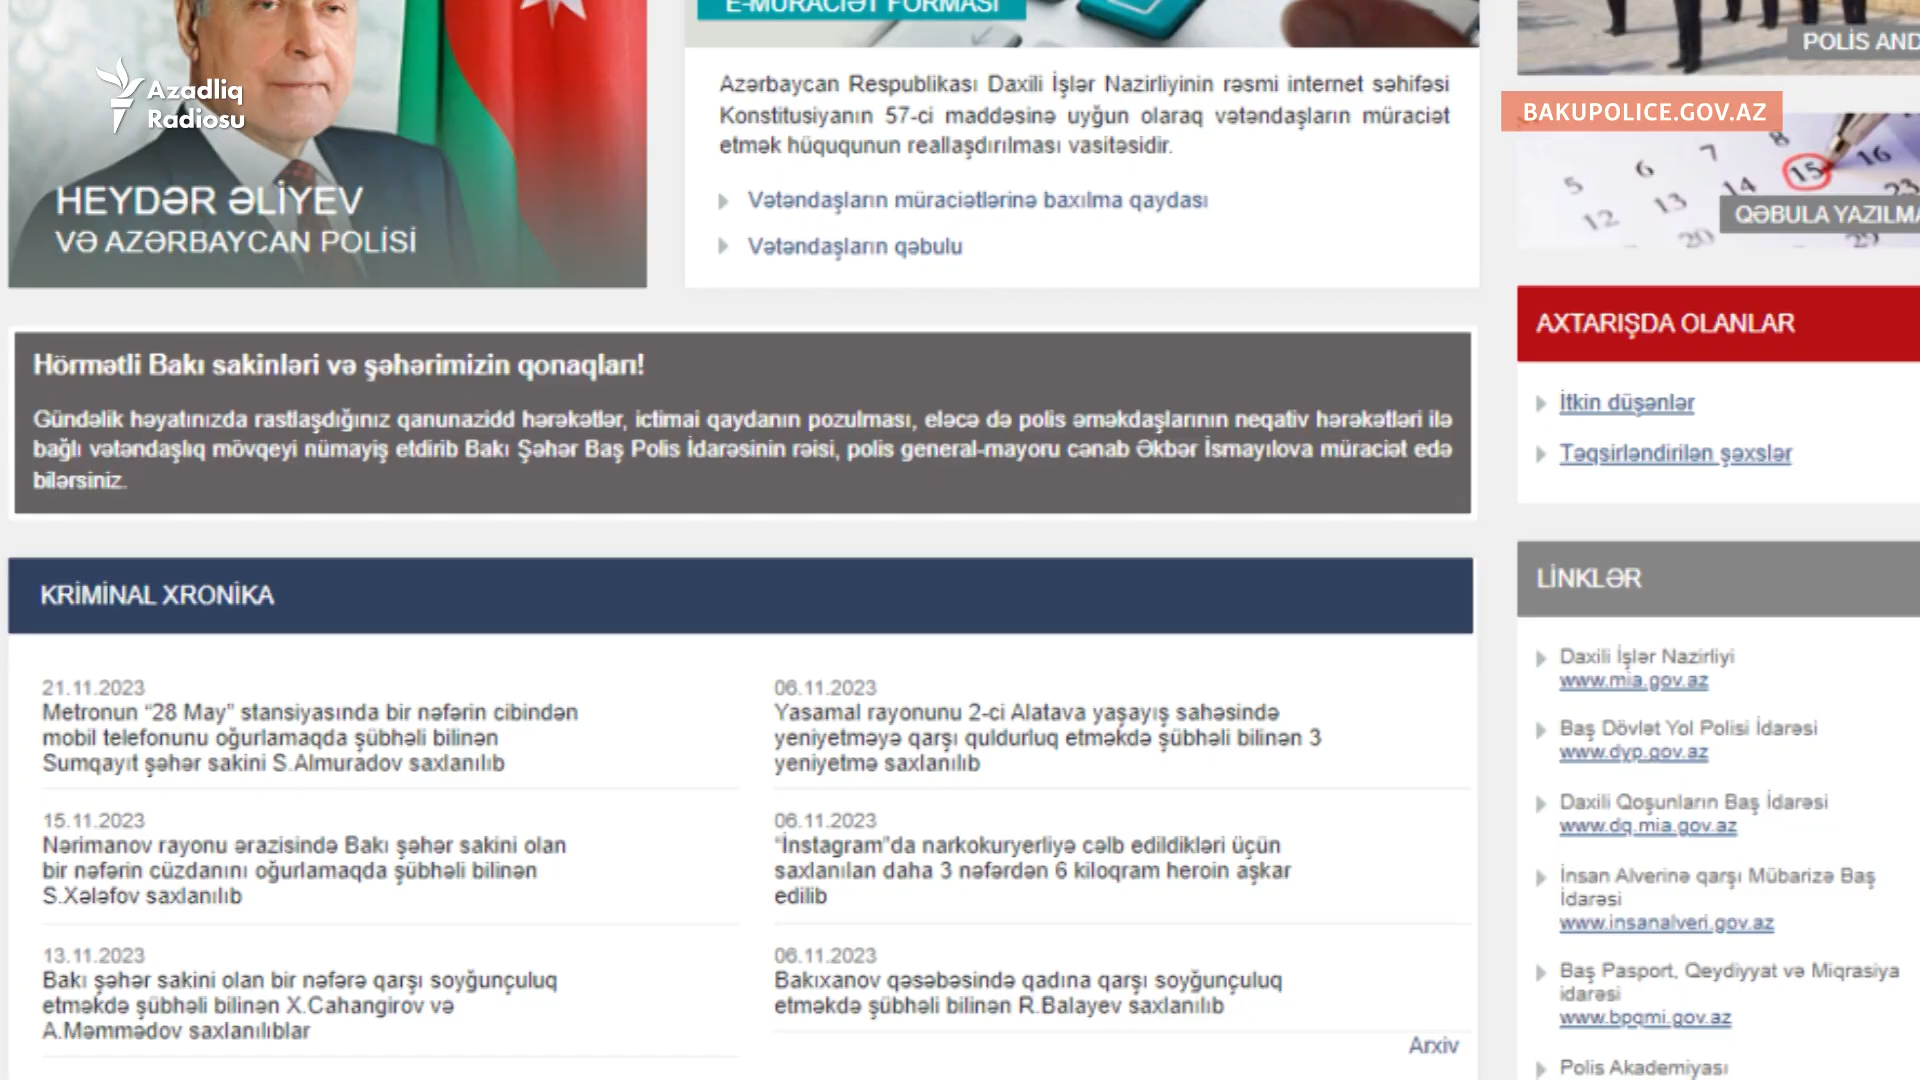 E-MÜRACİƏT FORMASI
POLİS
Azadlıq
Radiosu
Azərbaycan Respublikası Daxili İşlər Nazirliyinin rəsmi internet səhifəsi
Konstitusiyanın 57-ci maddəsinə uyğun olaraq vətəndaşların müraciət
etmək hüququnun reallaşdırılması vasitəsidir.
BAKUPOLICE.GOV.AZ
5 6 7 8
12 13 14 15 16
20 23
29
QƏBULA
HEYDƏR ƏLİYEV
VƏ AZƏRBAYCAN POLİSİ
Vətəndaşların müraciətlərinə baxılma qaydası
Vətəndaşların qəbulu
Hörmətli Bakı sakinləri və şəhərimizin qonaqları!
Gündəlik həyatınızda rastlaşdığınız qanunazidd hərəkətlər, ictimai qaydanın pozulması, eləcə də polis əməkdaşlarının neqativ hərəkətləri ilə
bağlı vətəndaşlıq mövqeyi nümayiş etdirib Bakı Şəhər Baş Polis İdarəsinin rəisi, polis general-mayoru cənab Əkbər İsmayılova müraciət edə
bilərsiniz.
AXTARIŞDA OLANLAR
İtkin düşənlər
Təqsirləndirilən şəxslər
KRİMİNAL XRONİKA
21.11.2023
Metronun “28 May” stansiyasında bir nəfərin cibindən
mobil telefonunu oğurlamaqda şübhəli bilinən
Sumqayıt şəhər sakini S.Almuradov saxlanılıb
15.11.2023
Nərimanov rayonu ərazisində Bakı şəhər sakini olan
bir nəfərin cüzdanını oğurlamaqda şübhəli bilinən
S.Xələfov saxlanılıb
13.11.2023
Bakı şəhər sakini olan bir nəfərə qarşı soyğunçuluq
etməkdə şübhəli bilinən X.Cahangirov və
A.Məmmədov saxlanılıblar
06.11.2023
Yasamal rayonunu 2-ci Alatava yaşayış sahəsində
yeniyetməyə qarşı quldurluq etməkdə şübhəli bilinən 3
yeniyetmə saxlanılıb
06.11.2023
“İnstagram”da narkokuryerliyə cəlb edildikləri üçün
saxlanılan daha 3 nəfərdən 6 kiloqram heroin aşkar
edilib
06.11.2023
Bakıxanov qəsəbəsində qadına qarşı soyğunçuluq
etməkdə şübhəli bilinən R.Balayev saxlanılıb
Arxiv
LİNKLƏR
Daxili İşlər Nazirliyi
www.mia.gov.az
Baş Dövlət Yol Polisi İdarəsi
www.dyp.gov.az
Daxili Qoşunların Baş İdarəsi
www.dq.mia.gov.az
İnsan Alverinə qarşı Mübarizə Baş
İdarəsi
www.insanalveri.gov.az
Baş Pasport, Qeydiyyat və Miqrasiya
idarəsi
www.bpqmi.gov.az
Polis Akademiyası